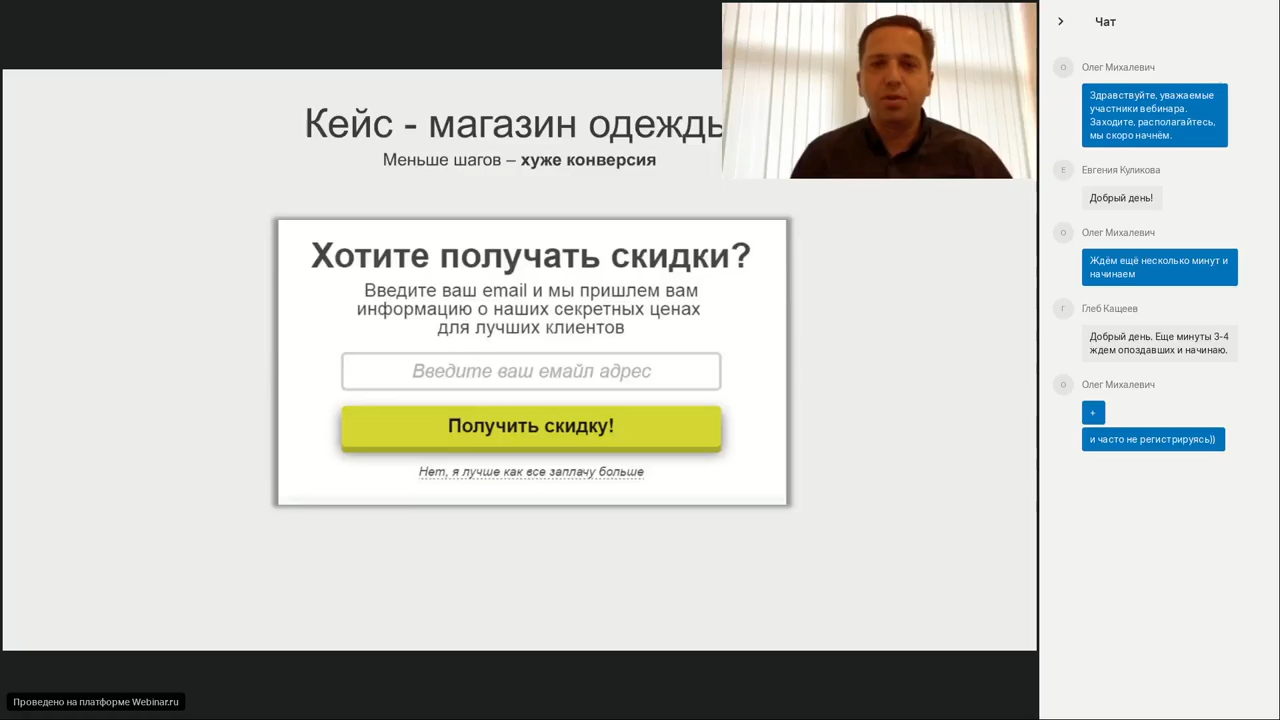 Кейс - магазин одежды
Меньше шагов – хуже конверсия
Хотите получать скидки?
Введите ваш email и мы пришлем вам
информацию о наших секретных ценах
для лучших клиентов
Введите ваш емайл адрес
Получить скидку!
Нет, я лучше как все заплачу больше
Проведено на платформе Webinar.ru
Чат
О
Олег Михалевич
Здравствуйте, уважаемые
участники вебинара.
Заходите, располагайтесь,
мы скоро начнём.
Е
Евгения Куликова
Добрый день!
О
Олег Михалевич
Ждём ещё несколько минут и
начинаем
Г
Глеб Кащеев
Добрый день. Еще минуты 3-4
ждем опоздавших и начинаю.
О
Олег Михалевич
+
и часто не регистрируясь))